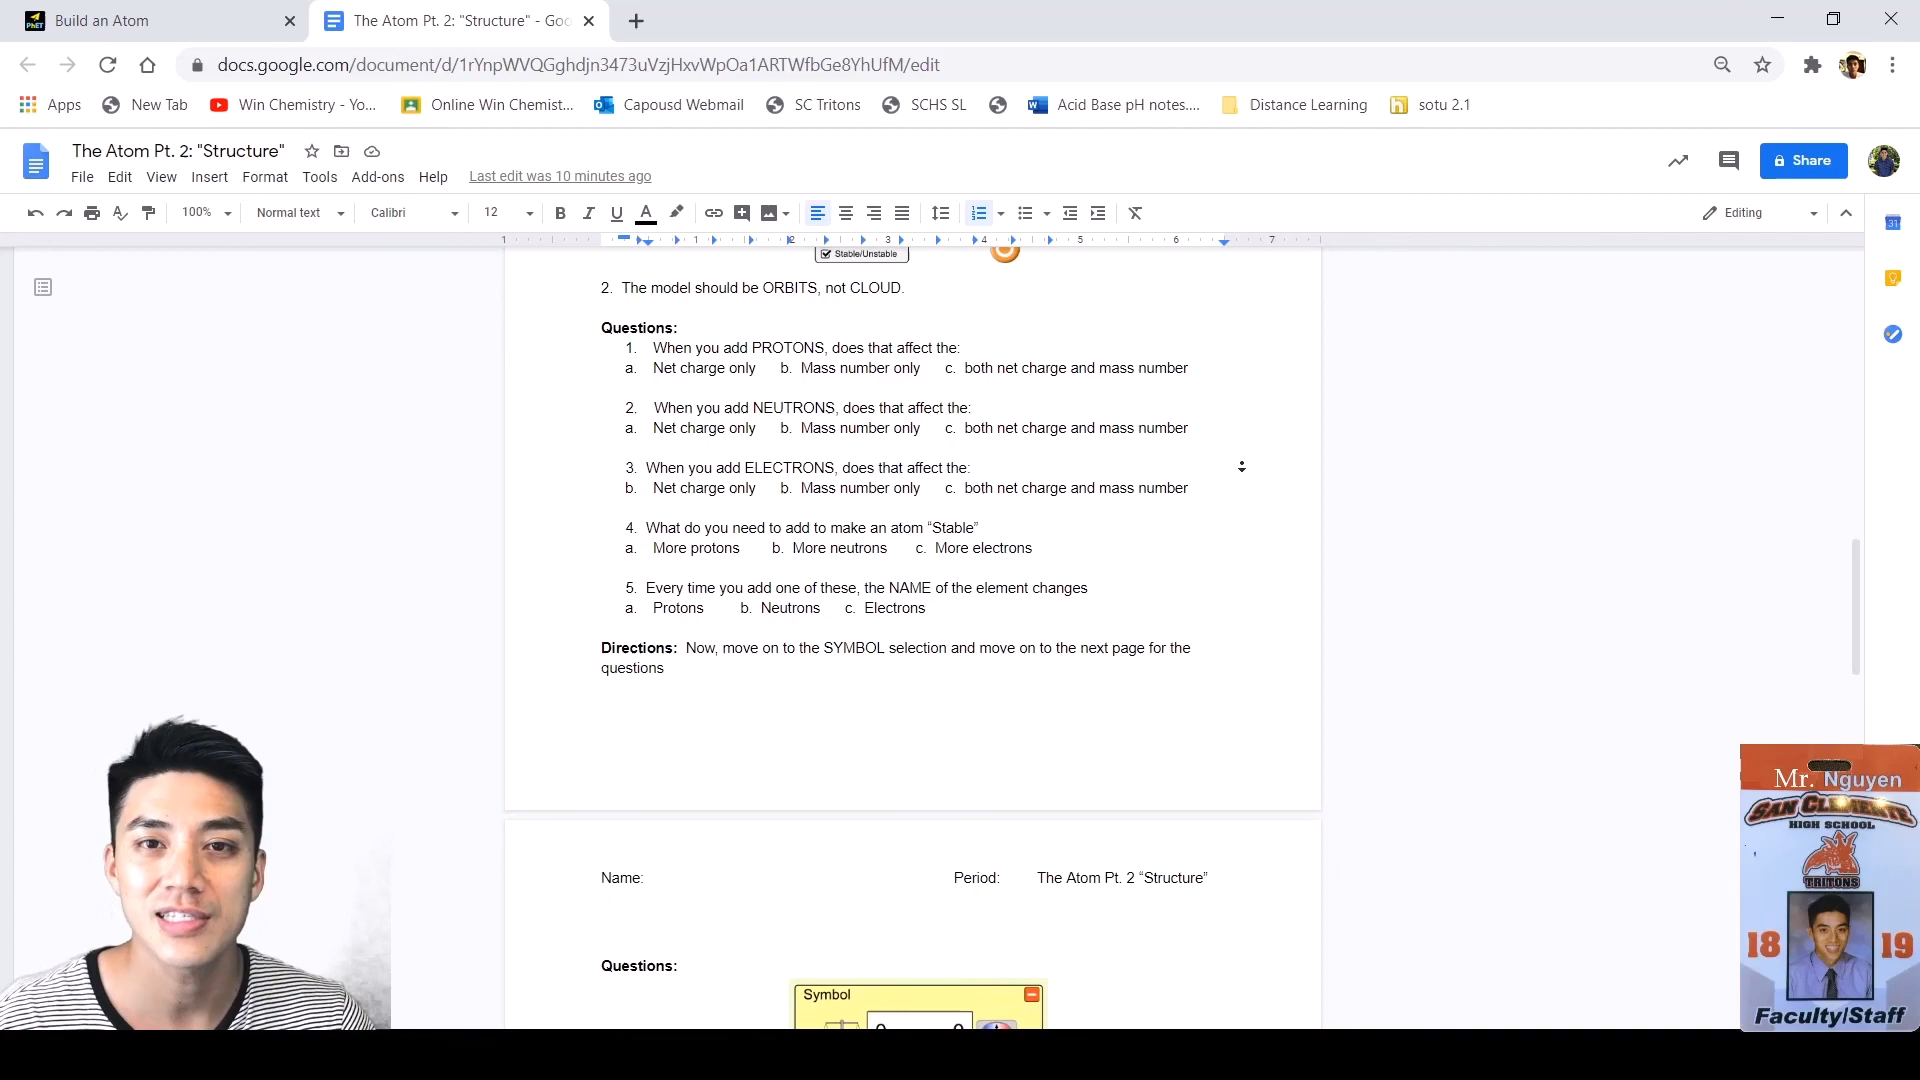 Build an Atom
The Atom Pt. 2: "Structure" - Goo
docs.google.com/document/d/1rYnpWVQGghdjn3473uVzjHxvWpOa1ARTWfbGe8YhUfM/edit
Apps New Tab Win Chemistry - Yo... Online Win Chemist... Capousd Webmail SC Tritons SCHS SL Acid Base pH notes.... Distance Learning sotu 2.1
The Atom Pt. 2: "Structure"
File Edit View Insert Format Tools Add-ons Help Last edit was 10 minutes ago
Share
100% Normal text Calibri 12 Editing
1 1 2 3 4 5 6 7
31
Stable/Unstable
2. The model should be ORBITS, not CLOUD.
Questions:
1. When you add PROTONS, does that affect the:
a. Net charge only b. Mass number only c. both net charge and mass number
2. When you add NEUTRONS, does that affect the:
a. Net charge only b. Mass number only c. both net charge and mass number
3. When you add ELECTRONS, does that affect the:
b. Net charge only b. Mass number only c. both net charge and mass number
4. What do you need to add to make an atom “Stable”
a. More protons b. More neutrons c. More electrons
5. Every time you add one of these, the NAME of the element changes
a. Protons b. Neutrons c. Electrons
Directions: Now, move on to the SYMBOL selection and move on to the next page for the
questions
Name: Period: The Atom Pt. 2 “Structure”
Questions:
Symbol
Mr. Nguyen
SAN CLEMENTE
HIGH SCHOOL
TRITONS
18 19
Faculty/Staff